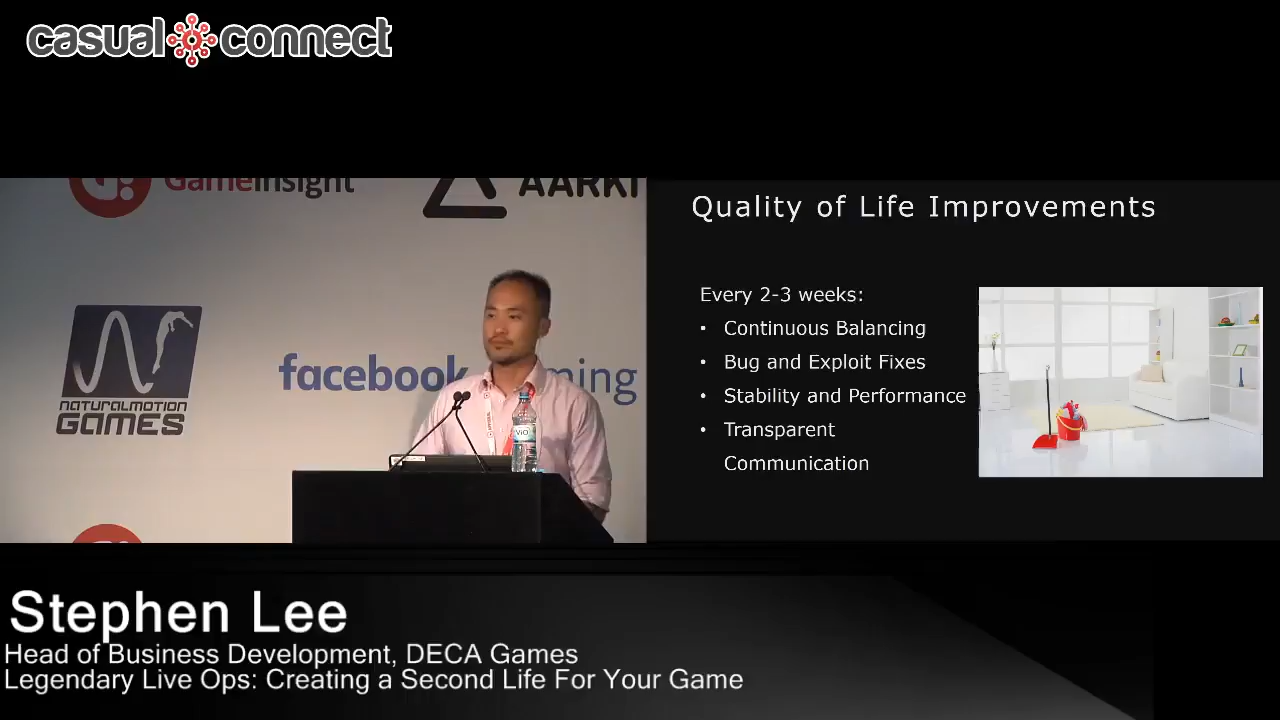 casual connect
GameInsight
AARKI
NATURALMOTION
GAMES
facebook
ViO
Quality of Life Improvements
Every 2-3 weeks:
• Continuous Balancing
• Bug and Exploit Fixes
• Stability and Performance
• Transparent
Communication
Stephen Lee
Head of Business Development, DECA Games
Legendary Live Ops: Creating a Second Life For Your Game